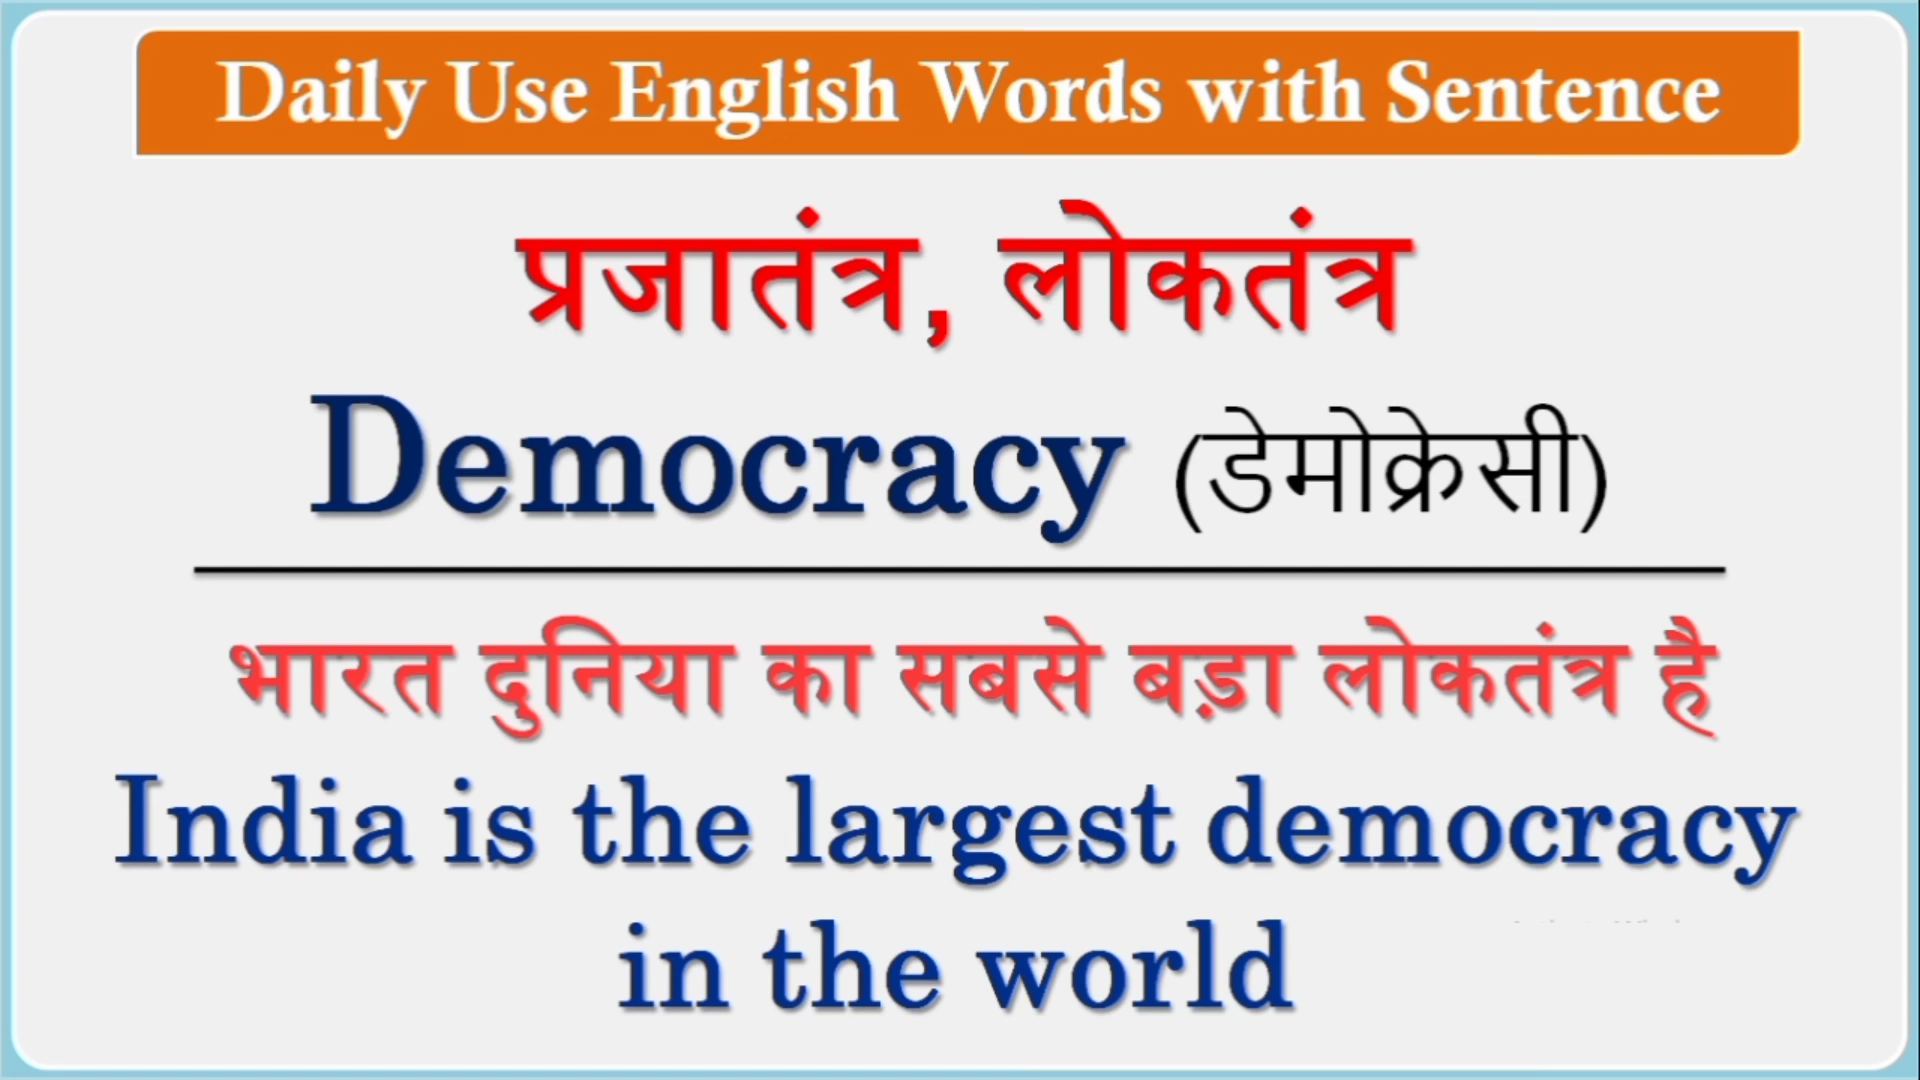 Daily Use English Words with Sentence
प्रजातंत्र, लोकतंत्र
Democracy (डेमोक्रेसी)
भारत दुनिया का सबसे बड़ा लोकतंत्र है
India is the largest democracy
in the world